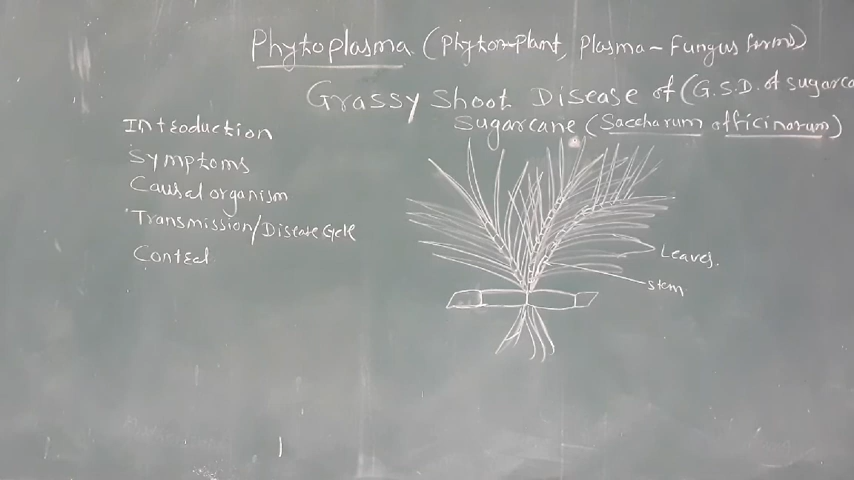 Phytoplasma (Phyton-Plant, Plasma - Fungus forms)
Grassy Shoot Disease of (G.S.D. of sugarca
Sugarcane (Saccharum officinarum)
Introduction
Symptoms
Causal organism
Transmission/Disease Cycle
Control
Leaves.
stem